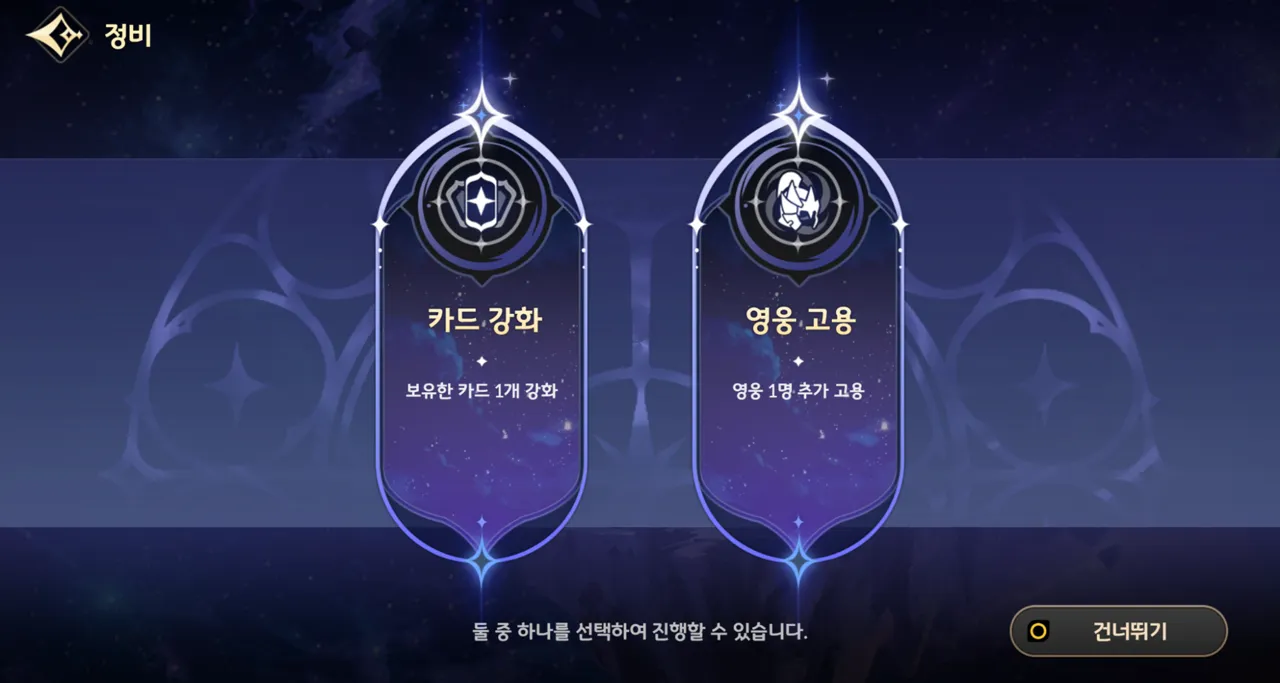 정비
카드 강화
보유한 카드 1개 강화
영웅 고용
영웅 1명 추가 고용
둘 중 하나를 선택하여 진행할 수 있습니다.
건너뛰기